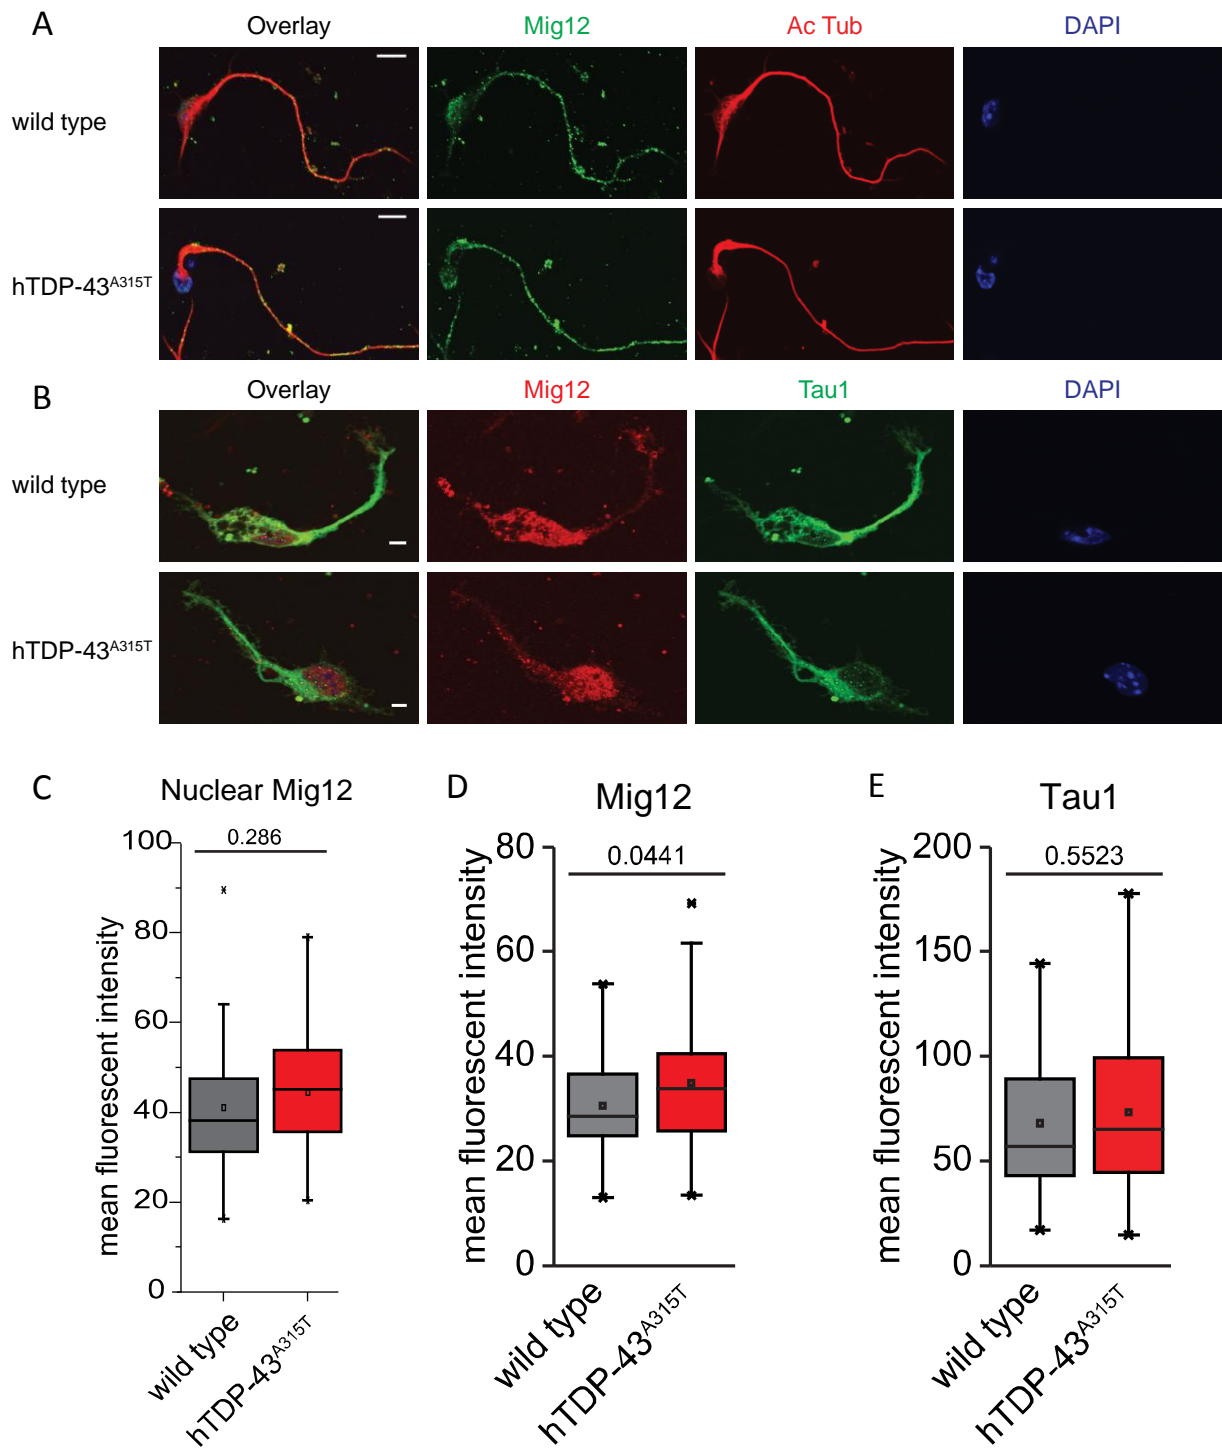 A
Overlay Mig12 Ac Tub DAPI
wild type
hTDP-43A315T
B
Overlay Mig12 Tau1 DAPI
wild type
hTDP-43A315T
C
Nuclear Mig12
0.286
100
80
60
40
20
0
mean fluorescent intensity
wild type
hTDP-43A315T
D
Mig12
0.0441
80
60
40
20
0
mean fluorescent intensity
wild type
hTDP-43A315T
E
Tau1
0.5523
200
150
100
50
0
mean fluorescent intensity
wild type
hTDP-43A315T